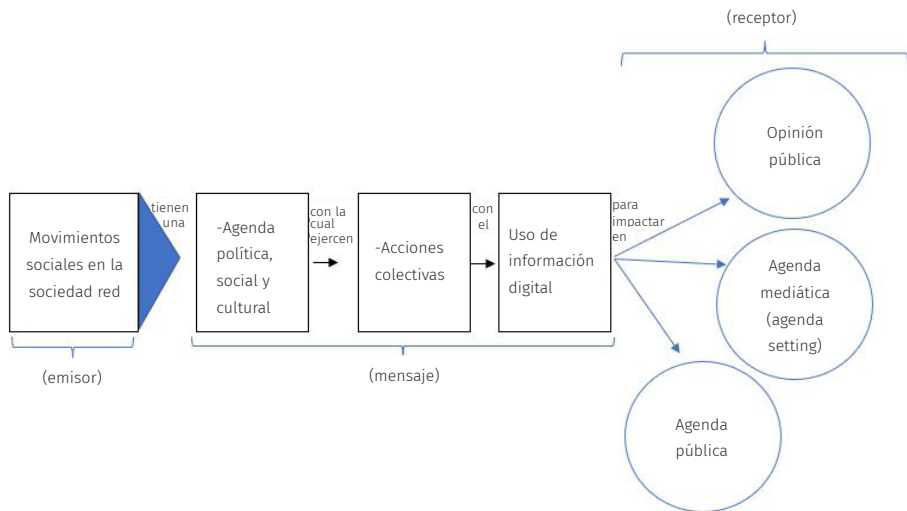 (receptor)
Opinión
pública
tienen
una
con la
cual
ejercen
con
el
para
impactar
en
Movimientos
sociales en la
sociedad red
-Agenda
política,
social y
cultural
-Acciones
colectivas
Uso de
información
digital
Agenda
mediática
(agenda
setting)
(emisor)
(mensaje)
Agenda
pública